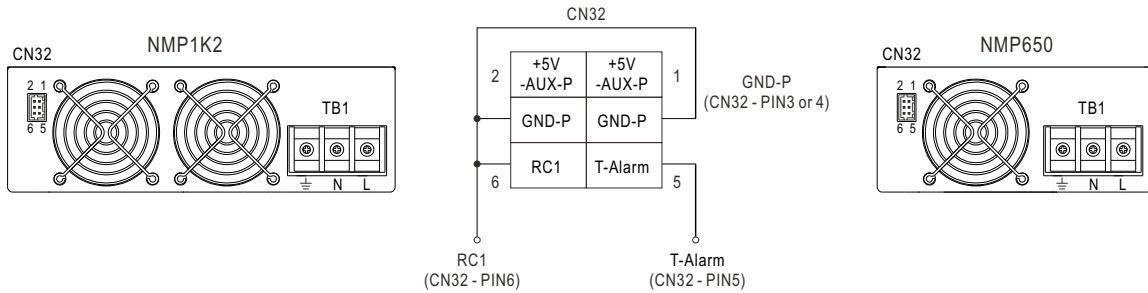 NMP1K2
CN32
2 1
6 5
TB1
N L
CN32
2
+5V
-AUX-P
+5V
-AUX-P
1
GND-P
GND-P
6
RC1
T-Alarm
5
GND-P
(CN32 - PIN3 or 4)
RC1
(CN32 - PIN6)
T-Alarm
(CN32 - PIN5)
NMP650
CN32
2 1
6 5
TB1
N L